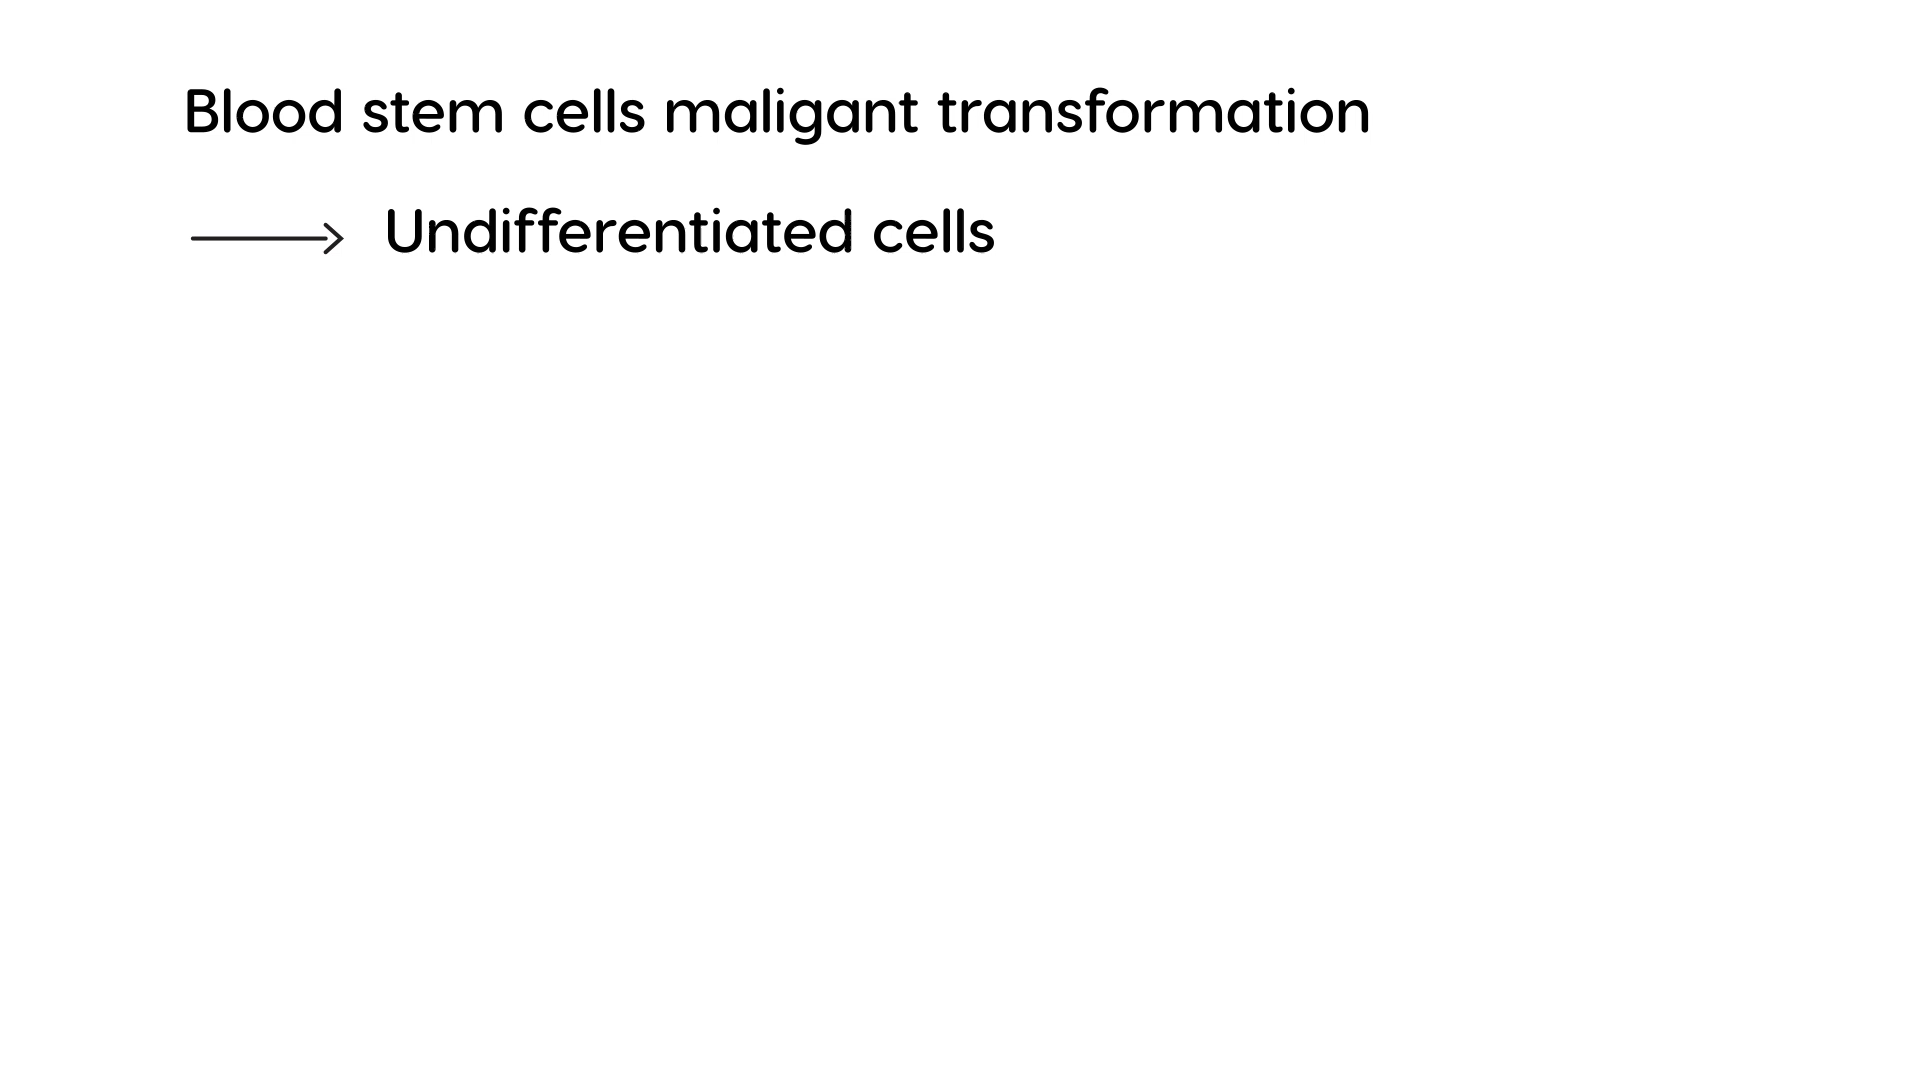 Blood stem cells maligant transformation
Undifferentiated cells